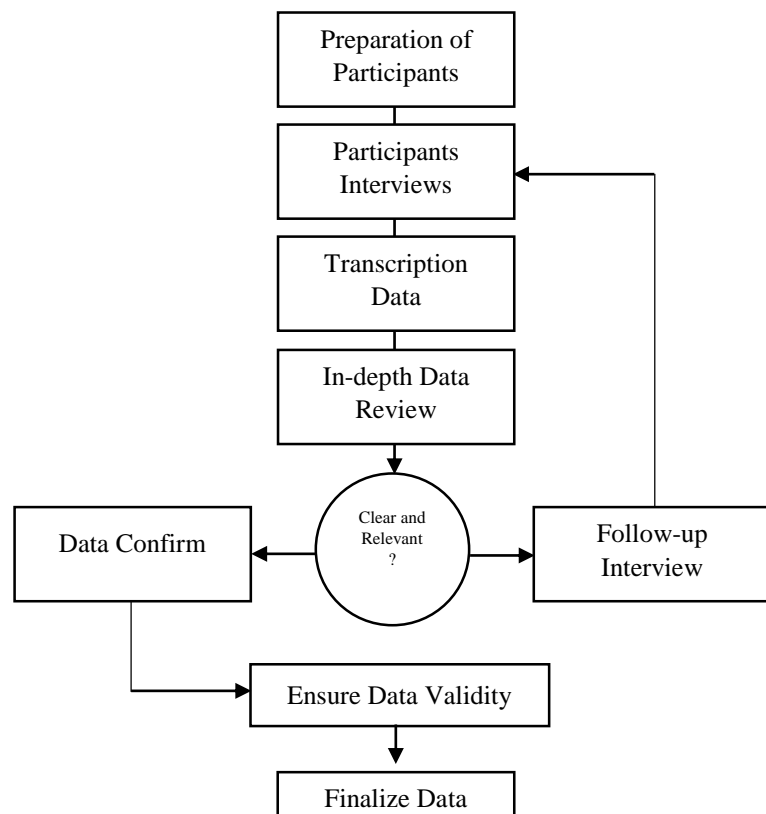 Preparation of
Participants
Participants
Interviews
Transcription
Data
In-depth Data
Review
Clear and
Relevant
?
Data Confirm
Follow-up
Interview
Ensure Data Validity
Finalize Data